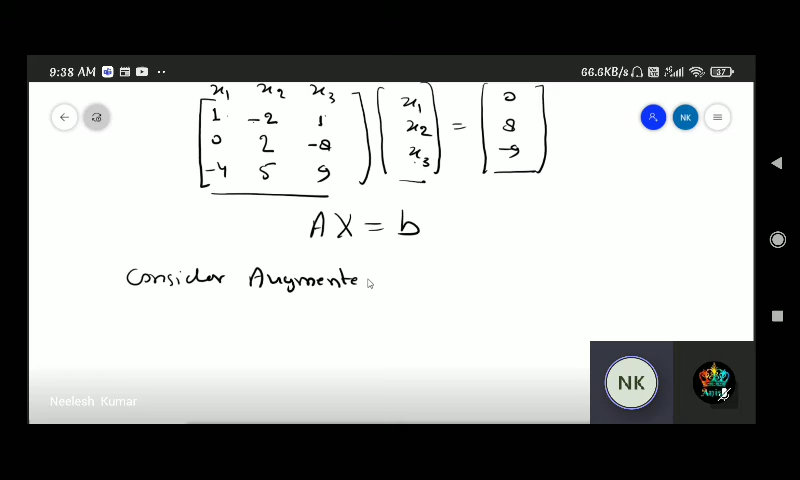 9:38 AM 66.6KB/s 37
x1 x2 x3
1 -2 1 x1 0
0 2 -8 x2 = 8
-4 5 9 x3 -9
AX = b
Consider Augmente
NK
NK
Neelesh Kumar